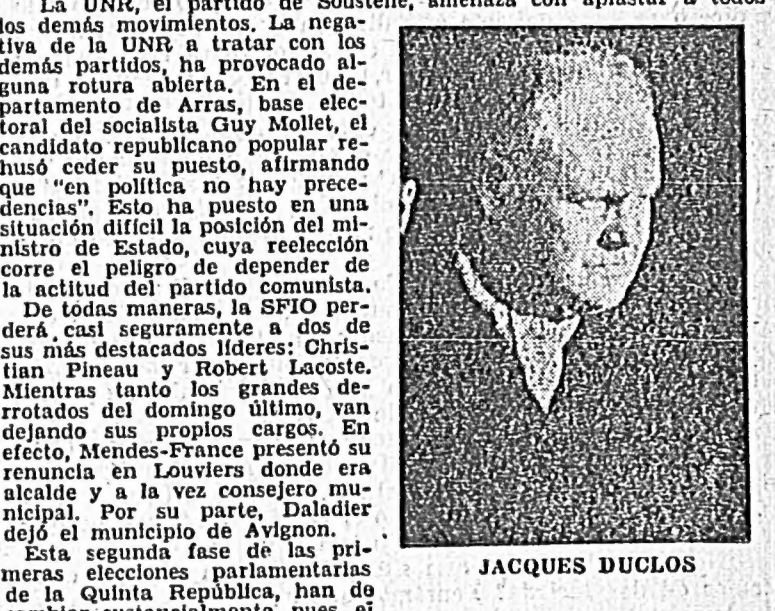 La UNR, el partido de Soustelle, amenaza con aplastar a todos
los demás movimientos. La nega-
tiva de la UNR a tratar con los
demás partidos, ha provocado al-
guna rotura abierta. En el de-
partamento de Arras, base elec-
toral del socialista Guy Mollet, el
candidato republicano popular re-
husó ceder su puesto, afirmando
que "en política no hay prece-
dencias". Esto ha puesto en una
situación difícil la posición del mi-
nistro de Estado, cuya reelección
corre el peligro de depender de
la actitud del partido comunista.
De todas maneras, la SFIO per-
derá casi seguramente a dos de
sus más destacados líderes: Chris-
tian Pineau y Robert Lacoste.
Mientras tanto los grandes de-
rrotados del domingo último, van
dejando sus propios cargos. En
efecto, Mendes-France presentó su
renuncia en Louviers donde era
alcalde y a la vez consejero mu-
nicipal. Por su parte, Daladier
dejó el municipio de Avignon.
Esta segunda fase de las pri-
meras elecciones parlamentarias
de la Quinta República, han de
JACQUES DUCLOS